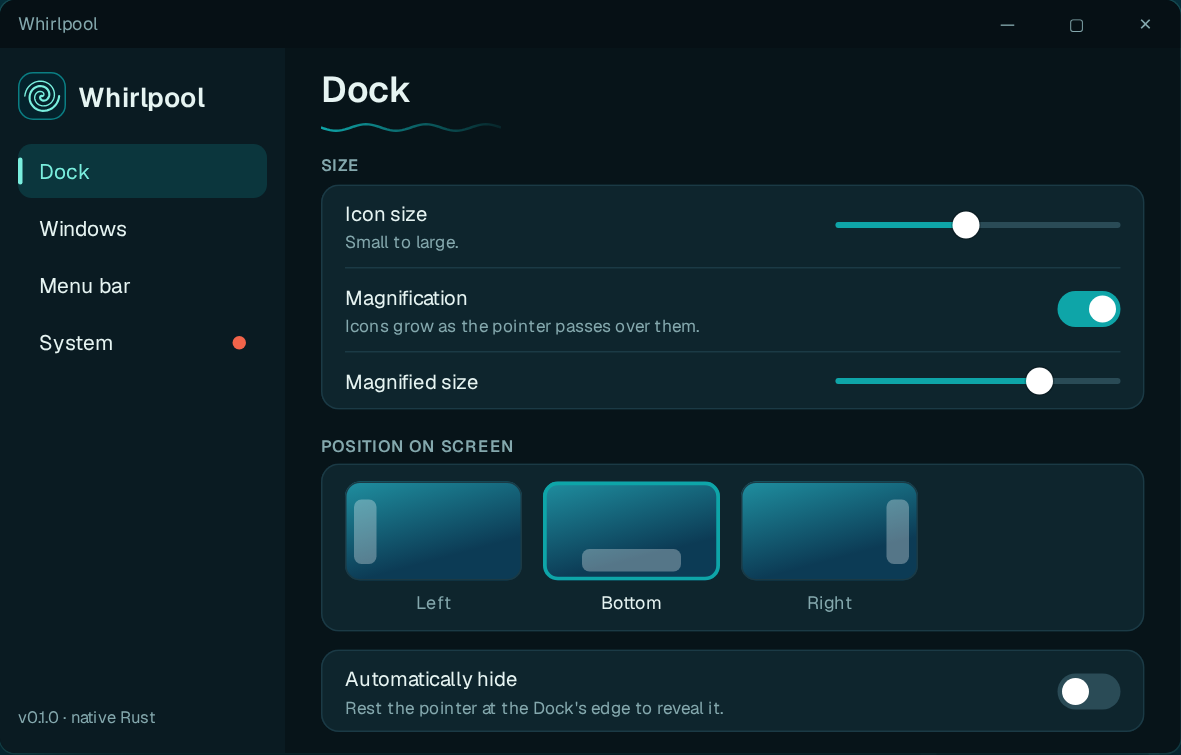 Whirlpool
Whirlpool
Dock
Windows
Menu bar
System
v0.1.0 · native Rust
Dock
SIZE
Icon size
Small to large.
Magnification
Icons grow as the pointer passes over them.
Magnified size
POSITION ON SCREEN
Left
Bottom
Right
Automatically hide
Rest the pointer at the Dock's edge to reveal it.